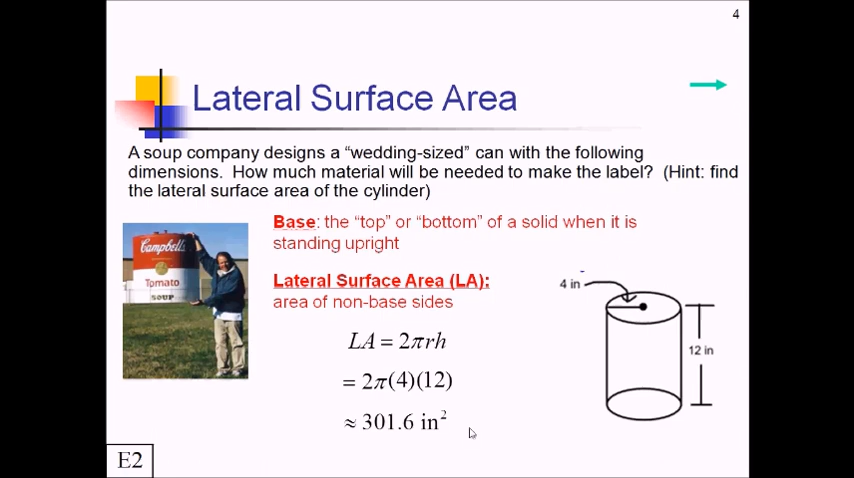 4
Lateral Surface Area
A soup company designs a “wedding-sized” can with the following
dimensions. How much material will be needed to make the label? (Hint: find
the lateral surface area of the cylinder)
Base: the “top” or “bottom” of a solid when it is
standing upright
Campbell's
Tomato
SOUP
Lateral Surface Area (LA):
area of non-base sides
LA = 2πrh
= 2π(4)(12)
≈ 301.6 in²
4 in
12 in
E2